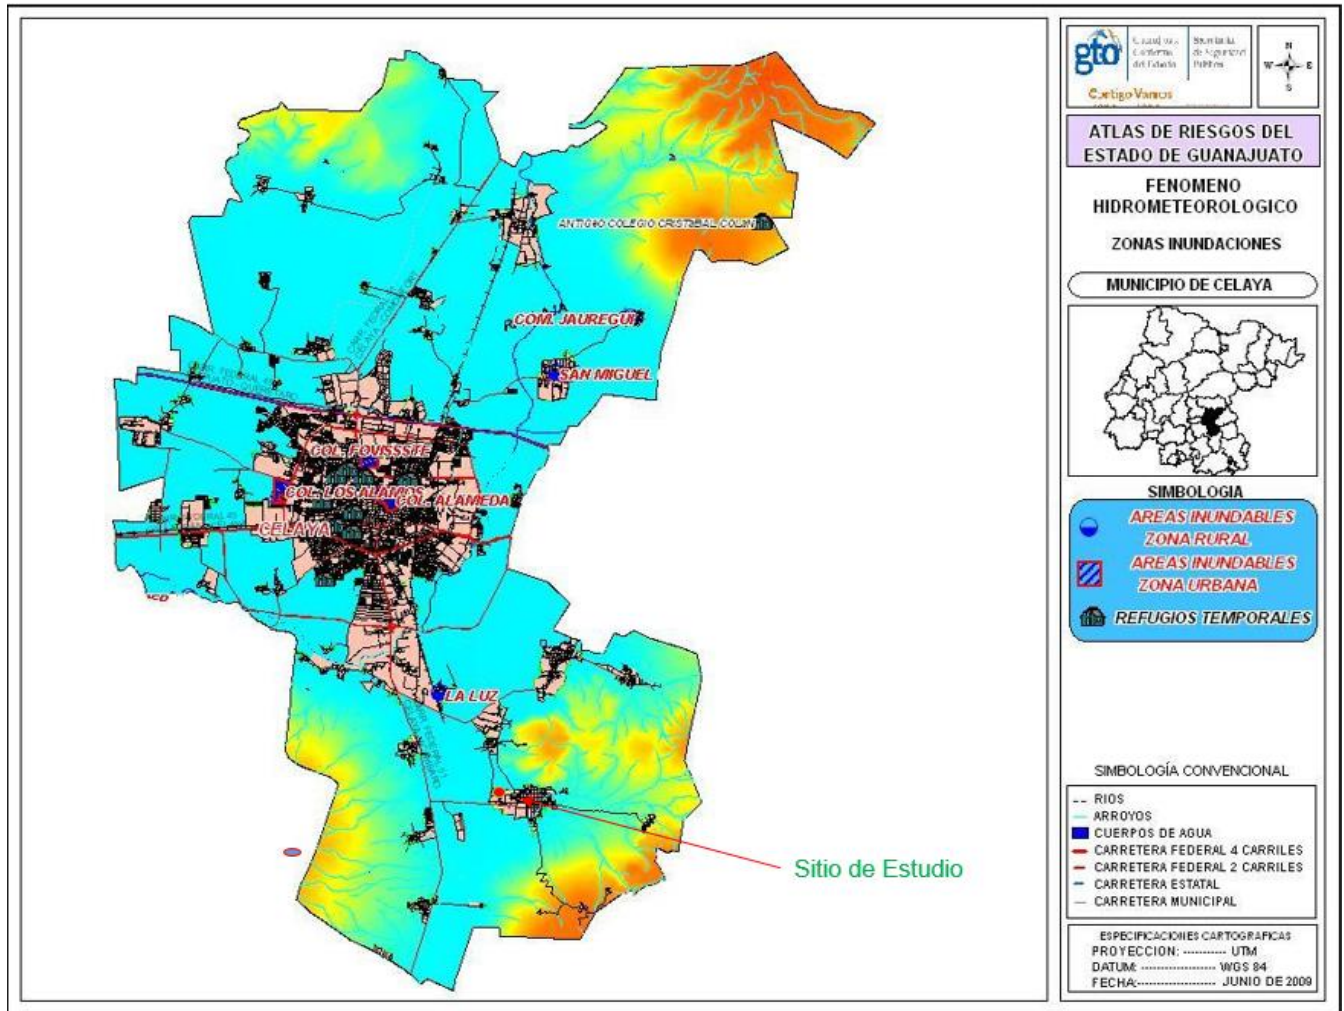 ANTIGUO COLEGIO CRISTOBAL COLON
COM. JAUREGUI
SAN MIGUEL
COL. FOVISSSTE
COL. LOS ALAMOS
COL. ALAMEDA
CELAYA
LA LUZ
Sitio de Estudio
gto
Contigo Vamos
N
W
E
S
ATLAS DE RIESGOS DEL
ESTADO DE GUANAJUATO
FENOMENO
HIDROMETEOROLOGICO
ZONAS INUNDACIONES
MUNICIPIO DE CELAYA
SIMBOLOGIA
AREAS INUNDABLES
ZONA RURAL
AREAS INUNDABLES
ZONA URBANA
REFUGIOS TEMPORALES
SIMBOLOGÍA CONVENCIONAL
RIOS
ARROYOS
CUERPOS DE AGUA
CARRETERA FEDERAL 4 CARRILES
CARRETERA FEDERAL 2 CARRILES
CARRETERA ESTATAL
CARRETERA MUNICIPAL
ESPECIFICACIONES CARTOGRAFICAS
PROYECCION: ---------- UTM
DATUM: ------------------ WGS 84
FECHA:------------------- JUNIO DE 2009